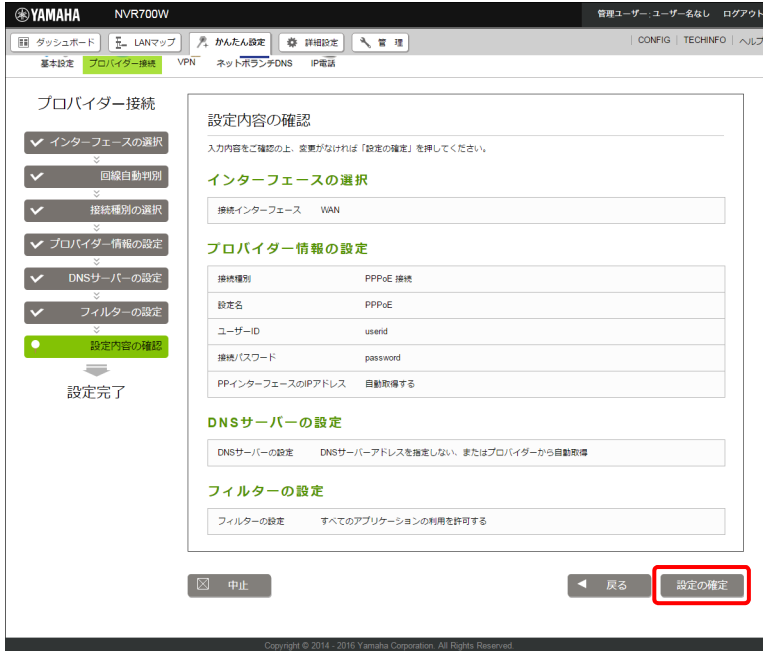 YAMAHA NVR700W 管理ユーザー:ユーザー名なし ログアウト
ダッシュボード LANマップ かんたん設定 詳細設定 管 理 CONFIG TECHINFO ヘルプ
基本設定 プロバイダー接続 VPN ネットボランチDNS IP電話
プロバイダー接続
インターフェースの選択
回線自動判別
接続種別の選択
プロバイダー情報の設定
DNSサーバーの設定
フィルターの設定
設定内容の確認
設定完了
設定内容の確認
入力内容をご確認の上、変更がなければ「設定の確定」を押してください。
インターフェースの選択
接続インターフェース WAN
プロバイダー情報の設定
接続種別 PPPoE 接続
設定名 PPPoE
ユーザーID userid
接続パスワード password
PPインターフェースのIPアドレス 自動取得する
DNSサーバーの設定
DNSサーバーの設定 DNSサーバーアドレスを指定しない、またはプロバイダーから自動取得
フィルターの設定
フィルターの設定 すべてのアプリケーションの利用を許可する
中止 戻る 設定の確定
Copyright © 2014 - 2016 Yamaha Corporation. All Rights Reserved.